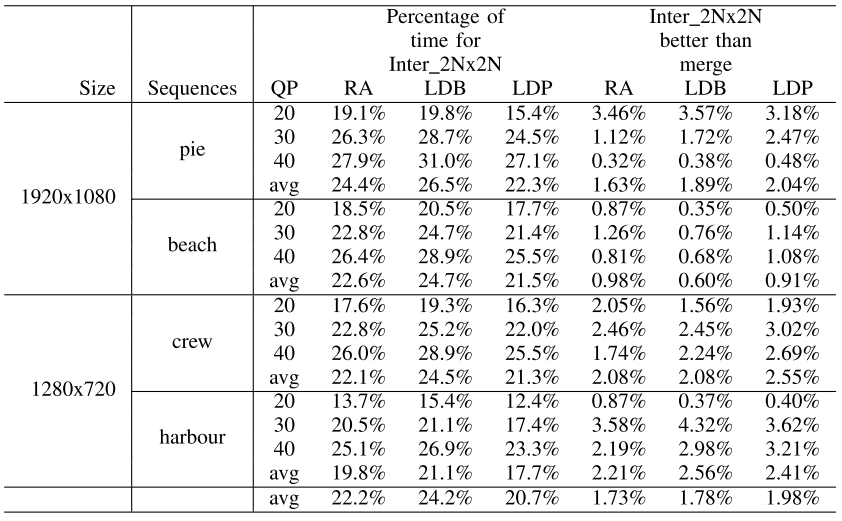 Percentage of Inter_2Nx2N
time for better than
Inter_2Nx2N merge
Size Sequences QP RA LDB LDP RA LDB LDP
20 19.1% 19.8% 15.4% 3.46% 3.57% 3.18%
30 26.3% 28.7% 24.5% 1.12% 1.72% 2.47%
pie
40 27.9% 31.0% 27.1% 0.32% 0.38% 0.48%
avg 24.4% 26.5% 22.3% 1.63% 1.89% 2.04%
1920x1080
20 18.5% 20.5% 17.7% 0.87% 0.35% 0.50%
30 22.8% 24.7% 21.4% 1.26% 0.76% 1.14%
beach
40 26.4% 28.9% 25.5% 0.81% 0.68% 1.08%
avg 22.6% 24.7% 21.5% 0.98% 0.60% 0.91%
20 17.6% 19.3% 16.3% 2.05% 1.56% 1.93%
30 22.8% 25.2% 22.0% 2.46% 2.45% 3.02%
crew
40 26.0% 28.9% 25.5% 1.74% 2.24% 2.69%
avg 22.1% 24.5% 21.3% 2.08% 2.08% 2.55%
1280x720
20 13.7% 15.4% 12.4% 0.87% 0.37% 0.40%
30 20.5% 21.1% 17.4% 3.58% 4.32% 3.62%
harbour
40 25.1% 26.9% 23.3% 2.19% 2.98% 3.21%
avg 19.8% 21.1% 17.7% 2.21% 2.56% 2.41%
avg 22.2% 24.2% 20.7% 1.73% 1.78% 1.98%